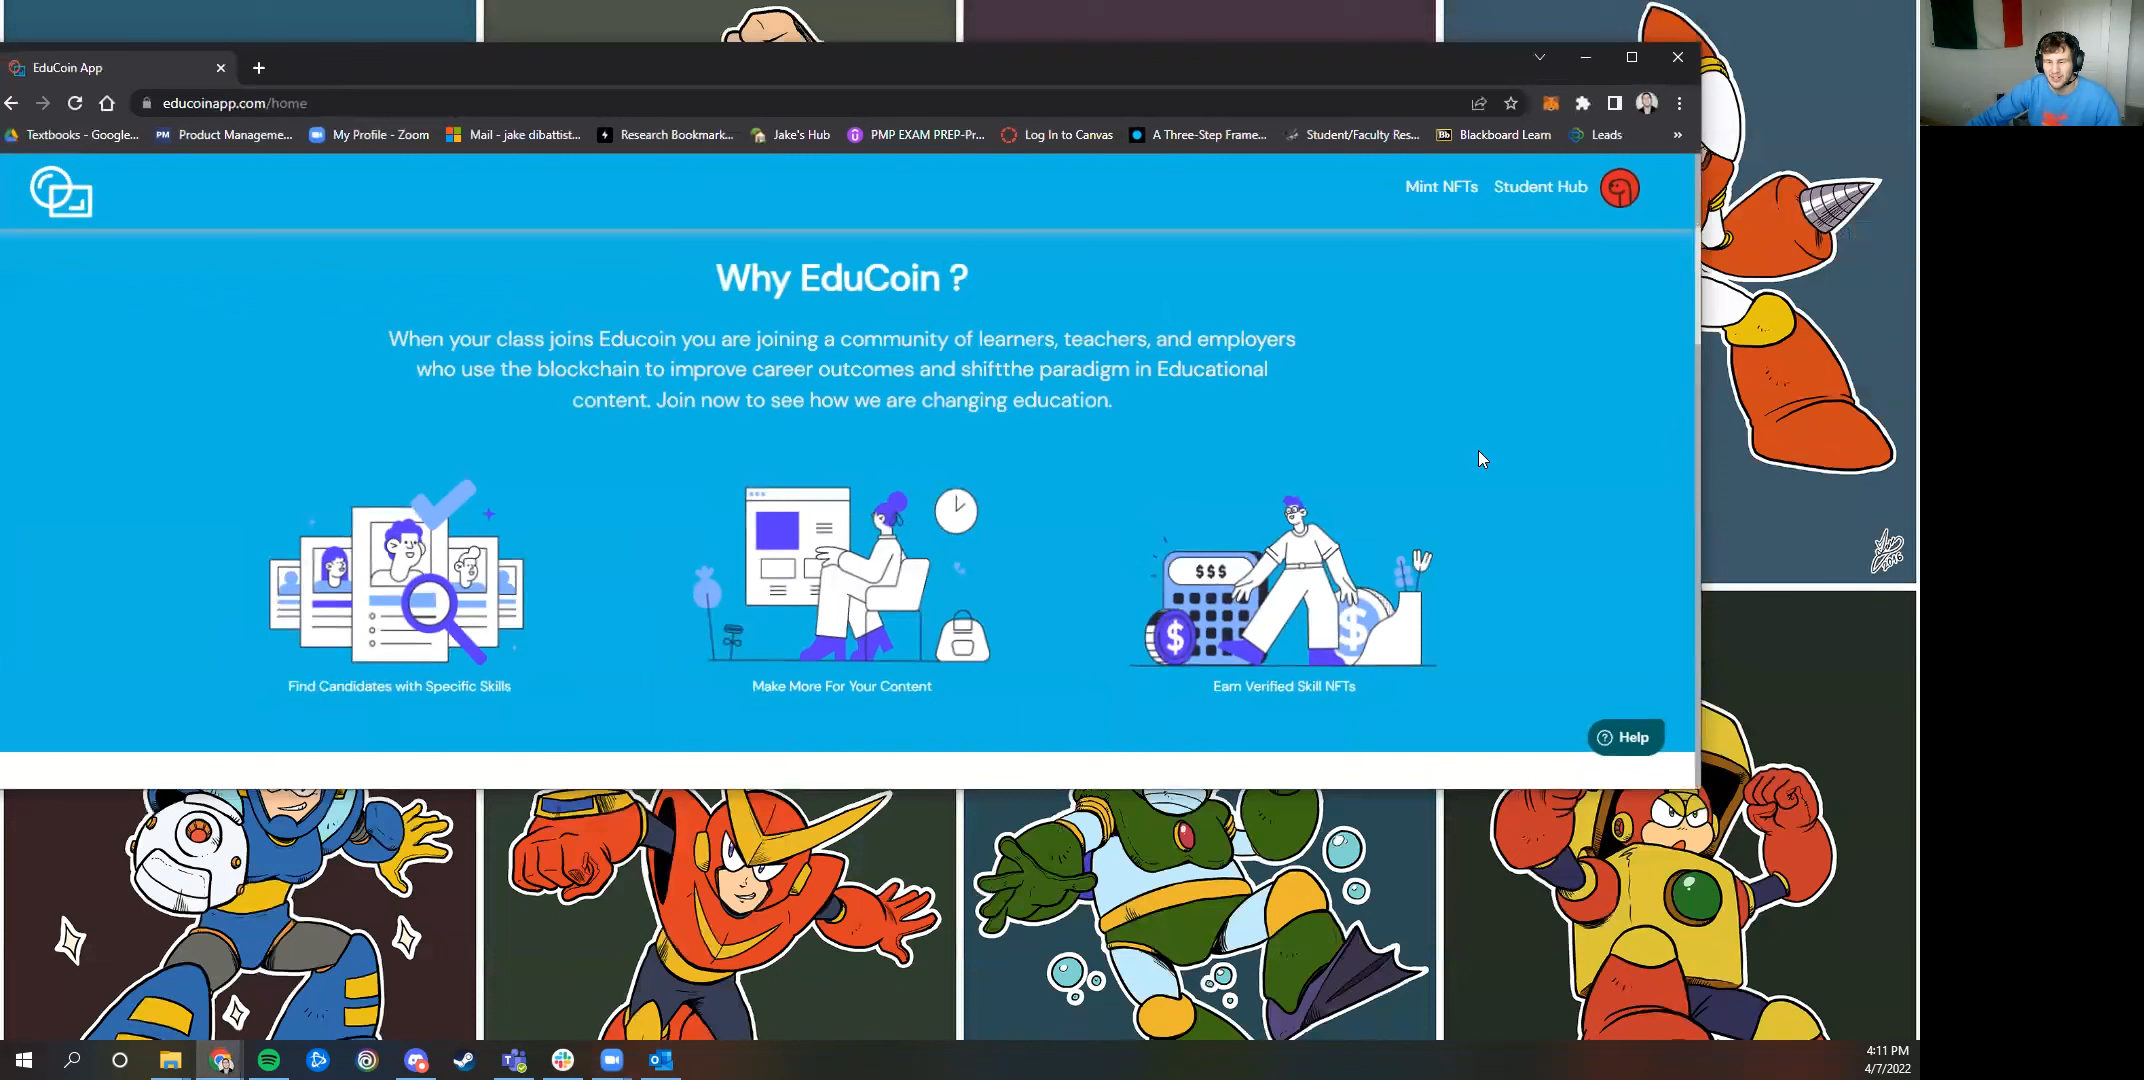 EduCoin App
educoinapp.com/home
Textbooks - Google...
PM Product Manageme...
My Profile - Zoom
Mail - jake dibattist...
Research Bookmark...
Jake's Hub
PMP EXAM PREP-Pr...
Log In to Canvas
A Three-Step Frame...
Student/Faculty Res...
Bb Blackboard Learn
Leads
»
Mint NFTs Student Hub
Why EduCoin ?
When your class joins Educoin you are joining a community of learners, teachers, and employers
who use the blockchain to improve career outcomes and shiftthe paradigm in Educational
content. Join now to see how we are changing education.
$$$
$
$
Find Candidates with Specific Skills
Make More For Your Content
Earn Verified Skill NFTs
? Help
2016
4:11 PM
4/7/2022